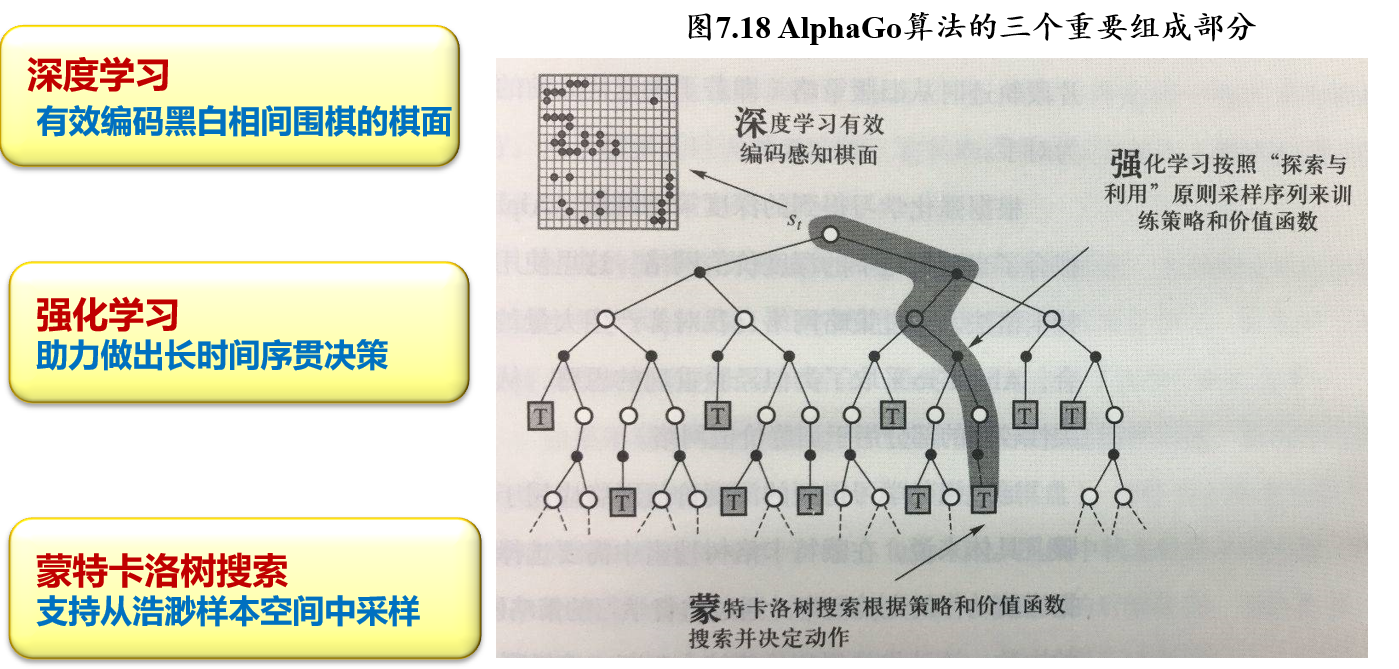 图7.18 AlphaGo算法的三个重要组成部分
深度学习
有效编码黑白相间围棋的棋面
强化学习
助力做出长时间序贯决策
蒙特卡洛树搜索
支持从浩渺样本空间中采样
深度学习有效
编码感知棋面
强化学习按照“探索与
利用”原则采样序列来训
练策略和价值函数
st
T
T
T
T
T
T
T
T
T
T
蒙特卡洛树搜索根据策略和价值函数
搜索并决定动作